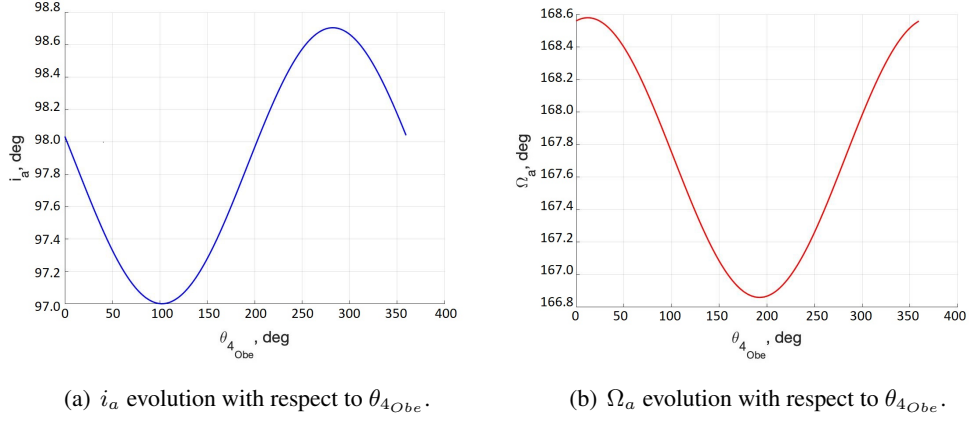 98.8
98.6
98.4
98.2
98.0
97.8
97.6
97.4
97.2
97.0
0 50 100 150 200 250 300 350 400
i_a, deg
θ_4_Obe , deg
168.6
168.4
168.2
168.0
167.8
167.6
167.4
167.2
167.0
166.8
0 50 100 150 200 250 300 350 400
Ω_a, deg
θ_4_Obe , deg
(a) i_a evolution with respect to θ_4_Obe.
(b) Ω_a evolution with respect to θ_4_Obe.